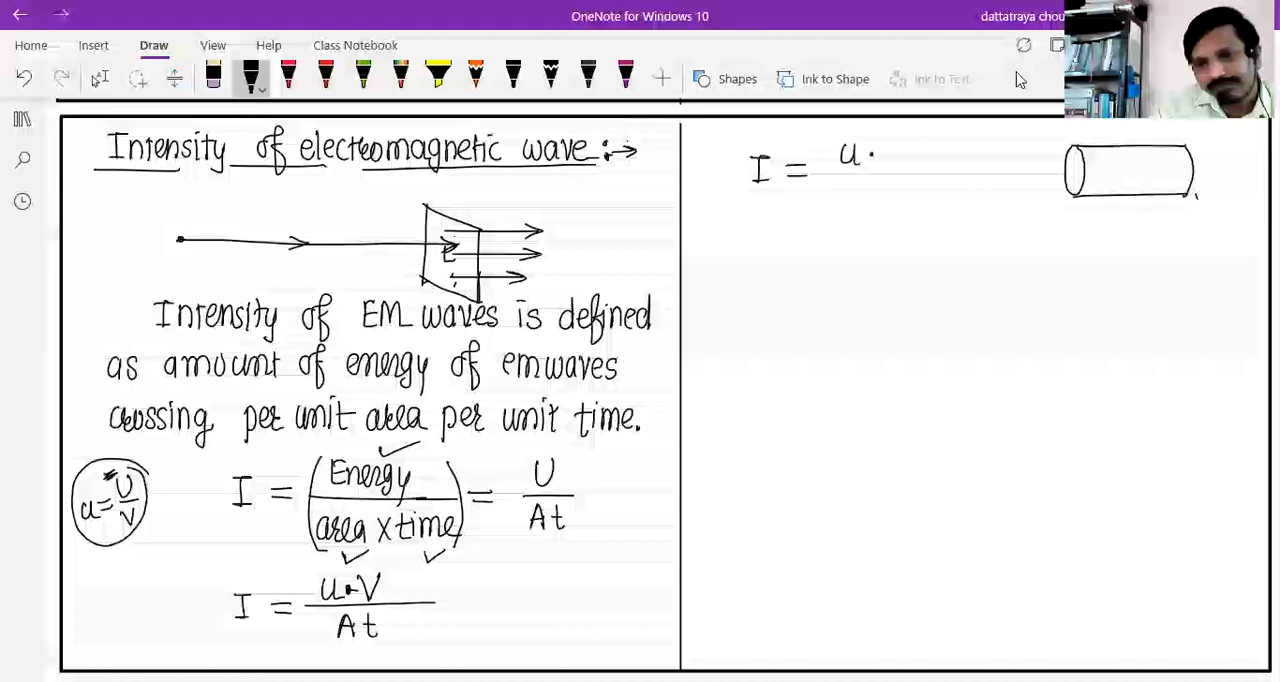 OneNote for Windows 10
dattatraya chou
Home Insert Draw View Help Class Notebook
Shapes Ink to Shape Ink to Text
Intensity of electromagnetic wave:→
Intensity of EM waves is defined
as amount of energy of em waves
crossing per unit area per unit time.
u = U/V
I = (Energy / area × time) = U / At
I = u·V / At
I = u·